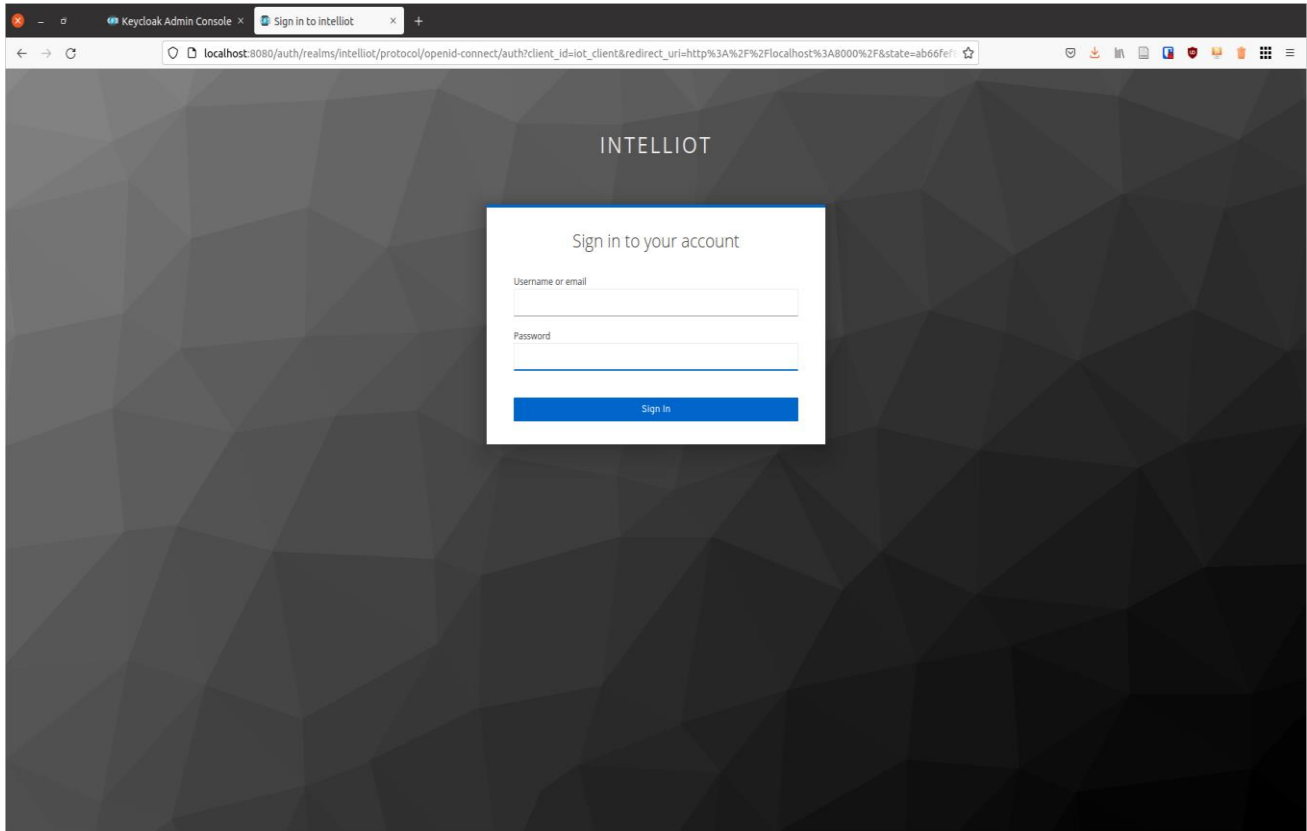 Keycloak Admin Console
Sign in to intelliot
localhost:8080/auth/realms/intelliot/protocol/openid-connect/auth?client_id=iot_client&redirect_uri=http%3A%2F%2Flocalhost%3A8000%2F&state=ab66fef
INTELLIOT
Sign in to your account
Username or email
Password
Sign In